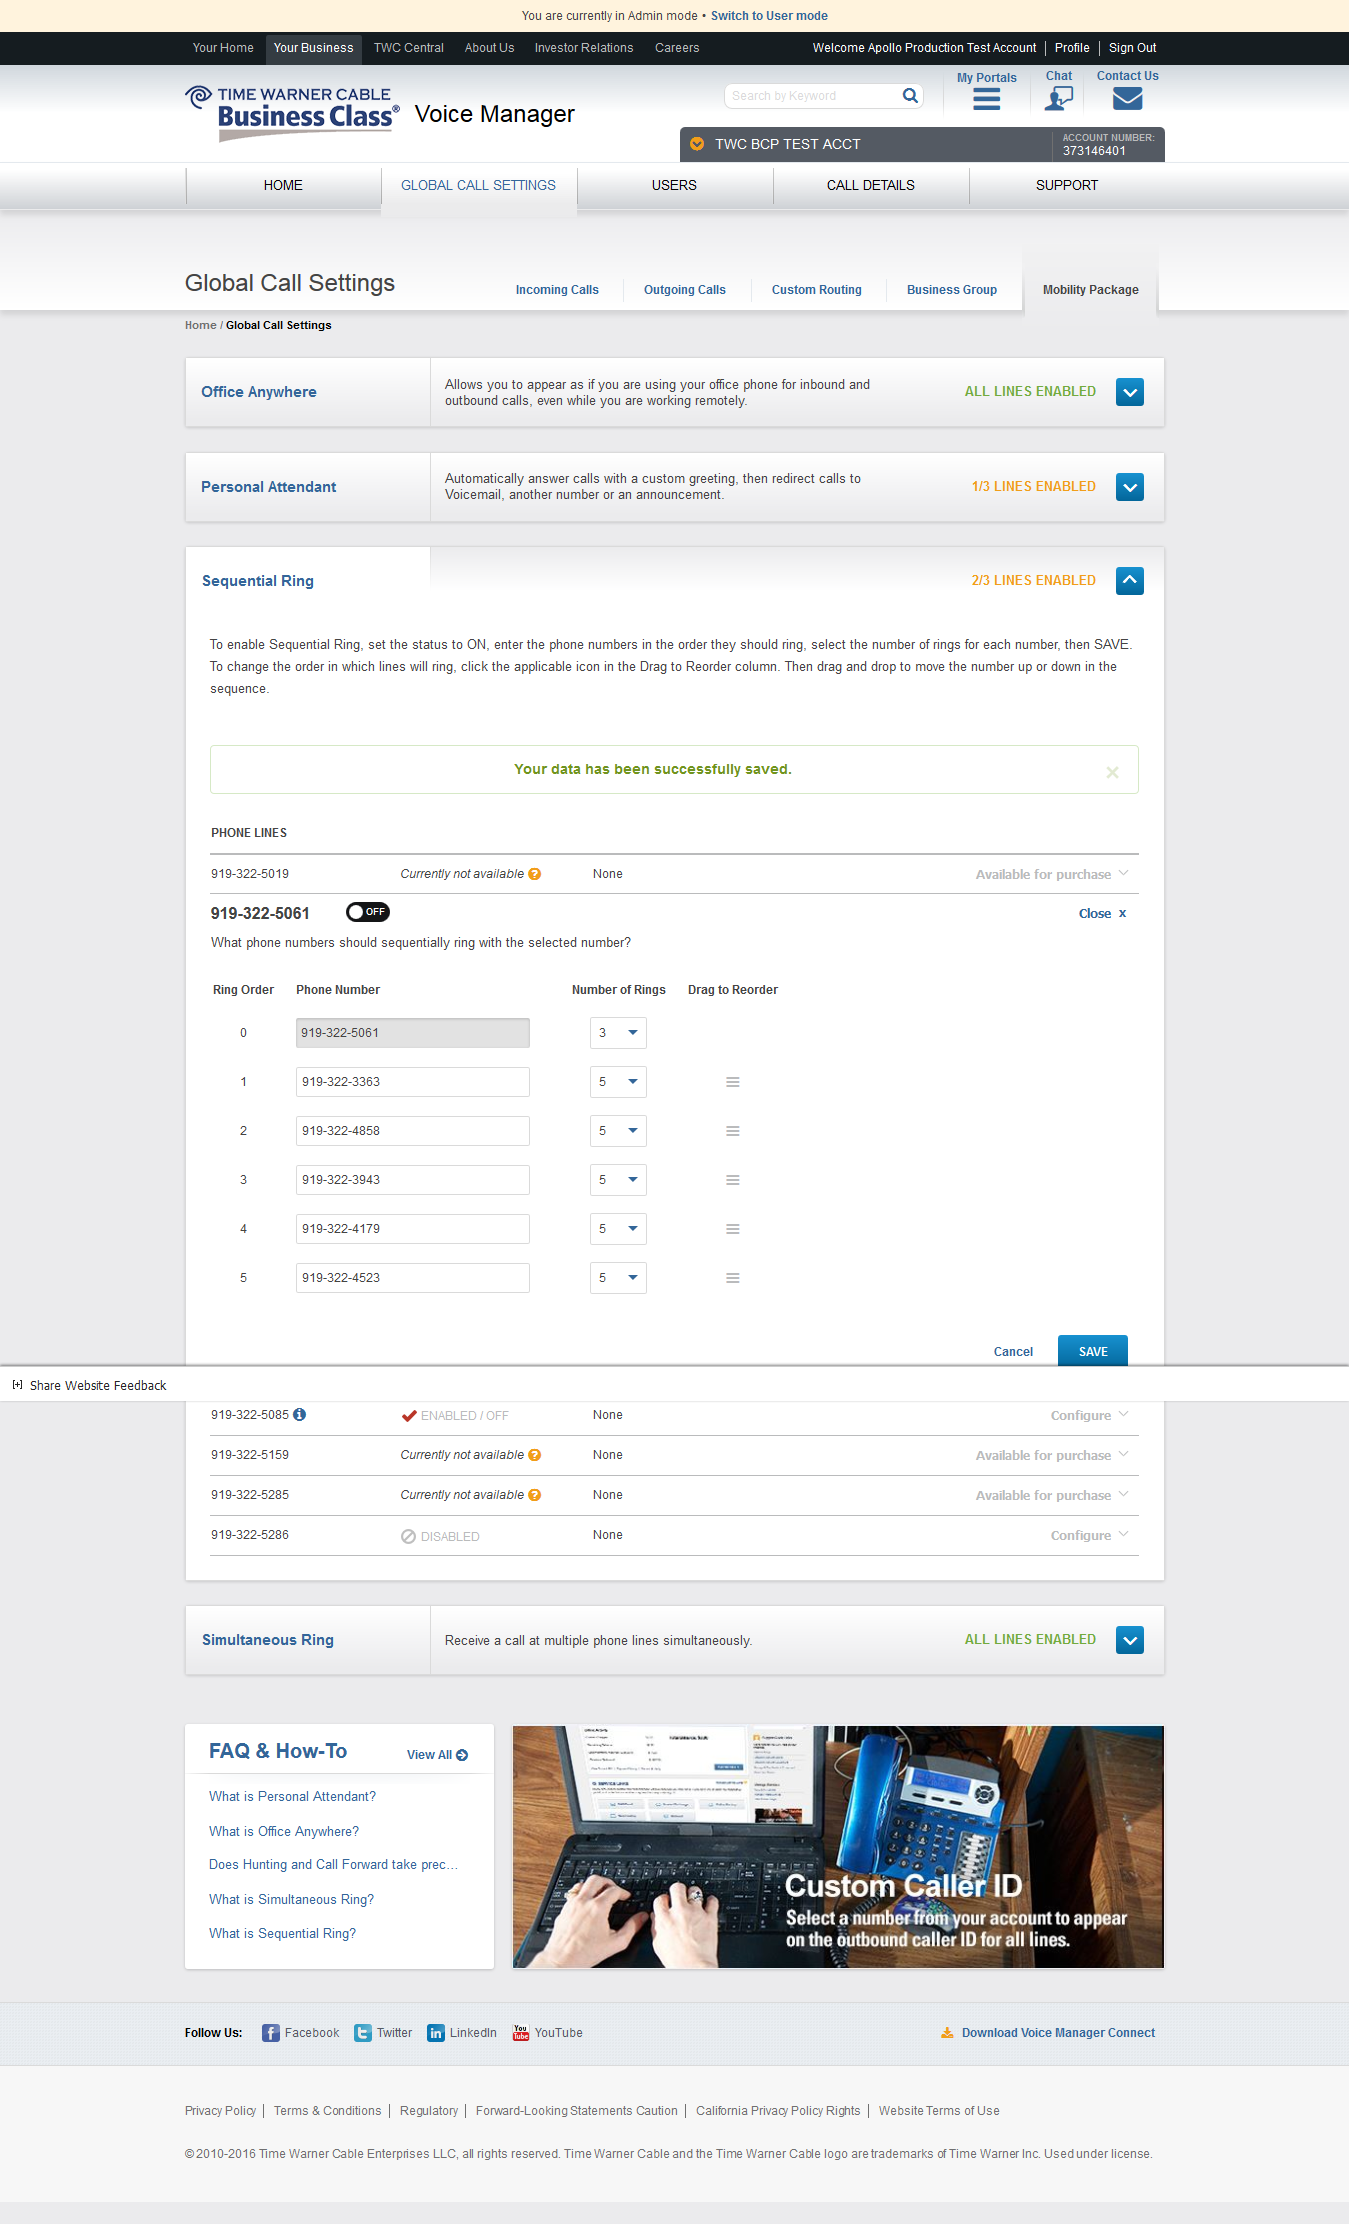 You are currently in Admin mode • Switch to User mode
Your Home Your Business TWC Central About Us Investor Relations Careers Welcome Apollo Production Test Account Profile Sign Out
TIME WARNER CABLE
Business Class®
Voice Manager
Search by Keyword
My Portals Chat Contact Us
TWC BCP TEST ACCT
ACCOUNT NUMBER:
373146401
HOME GLOBAL CALL SETTINGS USERS CALL DETAILS SUPPORT
Global Call Settings
Incoming Calls Outgoing Calls Custom Routing Business Group Mobility Package
Home / Global Call Settings
Office Anywhere
Allows you to appear as if you are using your office phone for inbound and
outbound calls, even while you are working remotely.
ALL LINES ENABLED
Personal Attendant
Automatically answer calls with a custom greeting, then redirect calls to
Voicemail, another number or an announcement.
1/3 LINES ENABLED
Sequential Ring
2/3 LINES ENABLED
To enable Sequential Ring, set the status to ON, enter the phone numbers in the order they should ring, select the number of rings for each number, then SAVE.
To change the order in which lines will ring, click the applicable icon in the Drag to Reorder column. Then drag and drop to move the number up or down in the
sequence.
Your data has been successfully saved.
PHONE LINES
919-322-5019 Currently not available ? None Available for purchase
919-322-5061 OFF Close x
What phone numbers should sequentially ring with the selected number?
Ring Order Phone Number Number of Rings Drag to Reorder
0 919-322-5061 3
1 919-322-3363 5
2 919-322-4858 5
3 919-322-3943 5
4 919-322-4179 5
5 919-322-4523 5
Cancel SAVE
[+] Share Website Feedback
919-322-5085 ENABLED / OFF None Configure
919-322-5159 Currently not available ? None Available for purchase
919-322-5285 Currently not available ? None Available for purchase
919-322-5286 DISABLED None Configure
Simultaneous Ring
Receive a call at multiple phone lines simultaneously.
ALL LINES ENABLED
FAQ & How-To View All
What is Personal Attendant?
What is Office Anywhere?
Does Hunting and Call Forward take prec...
What is Simultaneous Ring?
What is Sequential Ring?
Custom Caller ID
Select a number from your account to appear
on the outbound caller ID for all lines.
Follow Us: Facebook Twitter LinkedIn YouTube Download Voice Manager Connect
Privacy Policy Terms & Conditions Regulatory Forward-Looking Statements Caution California Privacy Policy Rights Website Terms of Use
© 2010-2016 Time Warner Cable Enterprises LLC, all rights reserved. Time Warner Cable and the Time Warner Cable logo are trademarks of Time Warner Inc. Used under license.